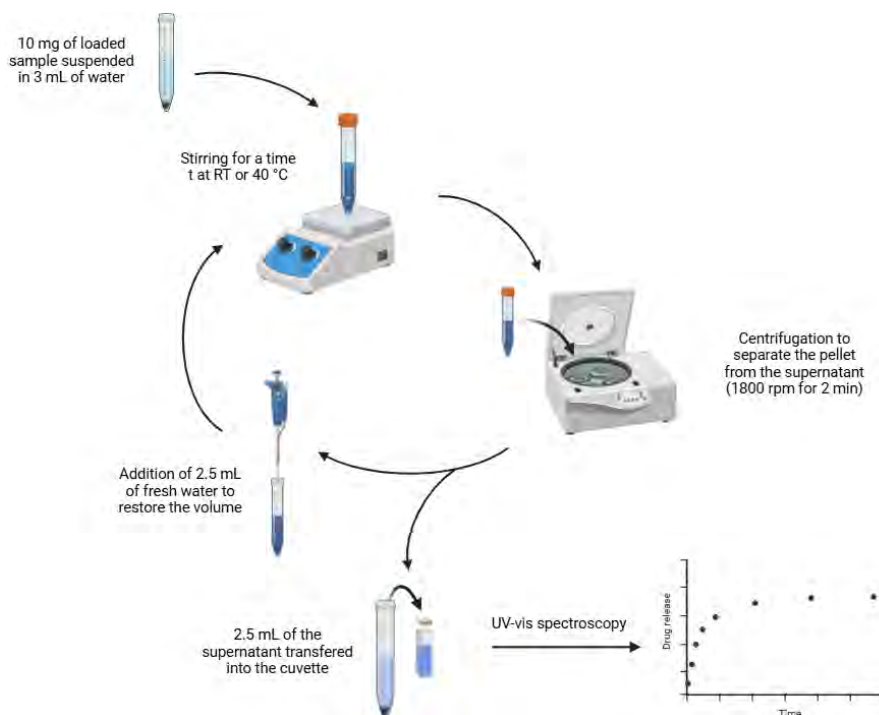 10 mg of loaded
sample suspended
in 3 mL of water
Stirring for a time
t at RT or 40 °C
Centrifugation to
separate the pellet
from the supernatant
(1800 rpm for 2 min)
Addition of 2.5 mL
of fresh water to
restore the volume
2.5 mL of the
supernatant transfered
into the cuvette
UV-vis spectroscopy
Drug release
Time